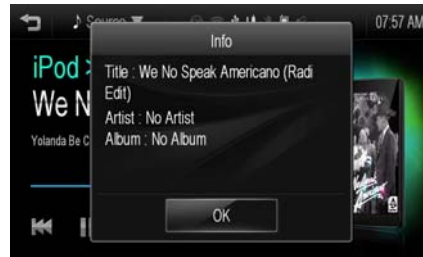 Source
07:57 AM
Info
iPod >
We N
Yolanda Be C
Title : We No Speak Americano (Radi
Edit)
Artist : No Artist
Album : No Album
OK